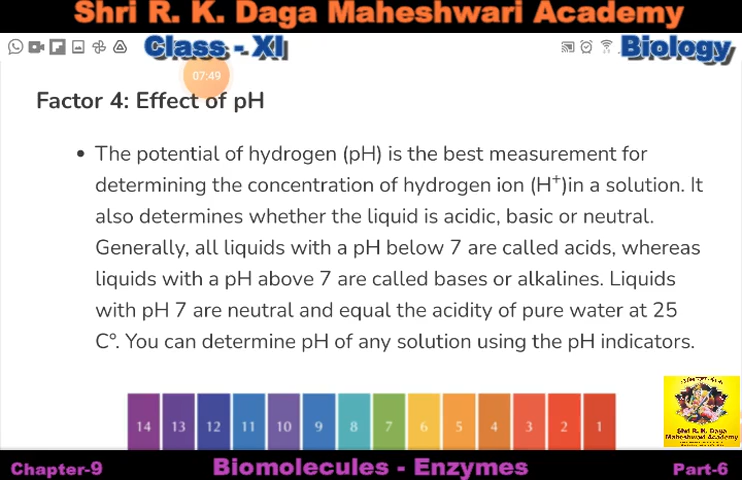 Shri R. K. Daga Maheshwari Academy
Class - XI
Biology
07:49
Factor 4: Effect of pH
• The potential of hydrogen (pH) is the best measurement for
determining the concentration of hydrogen ion (H⁺)in a solution. It
also determines whether the liquid is acidic, basic or neutral.
Generally, all liquids with a pH below 7 are called acids, whereas
liquids with a pH above 7 are called bases or alkalines. Liquids
with pH 7 are neutral and equal the acidity of pure water at 25
C°. You can determine pH of any solution using the pH indicators.
14 13 12 11 10 9 8 7 6 5 4 3 2 1
Shri R. K. Daga
Maheshwari Academy
Chapter-9
Biomolecules - Enzymes
Part-6